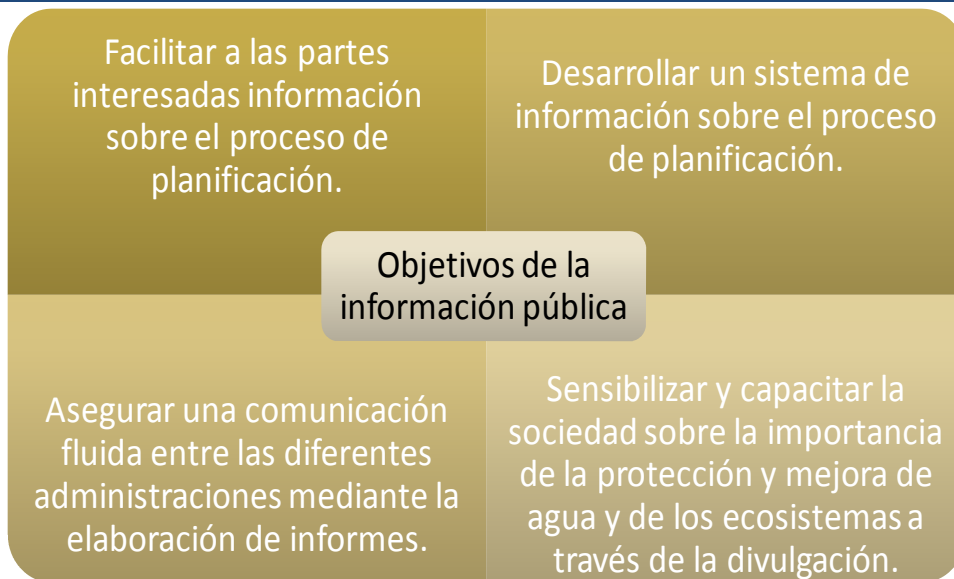 Facilitar a las partes
interesadas información
sobre el proceso de
planificación.
Desarrollar un sistema de
información sobre el proceso
de planificación.
Objetivos de la
información pública
Asegurar una comunicación
fluida entre las diferentes
administraciones mediante la
elaboración de informes.
Sensibilizar y capacitar la
sociedad sobre la importancia
de la protección y mejora de
agua y de los ecosistemas a
través de la divulgación.